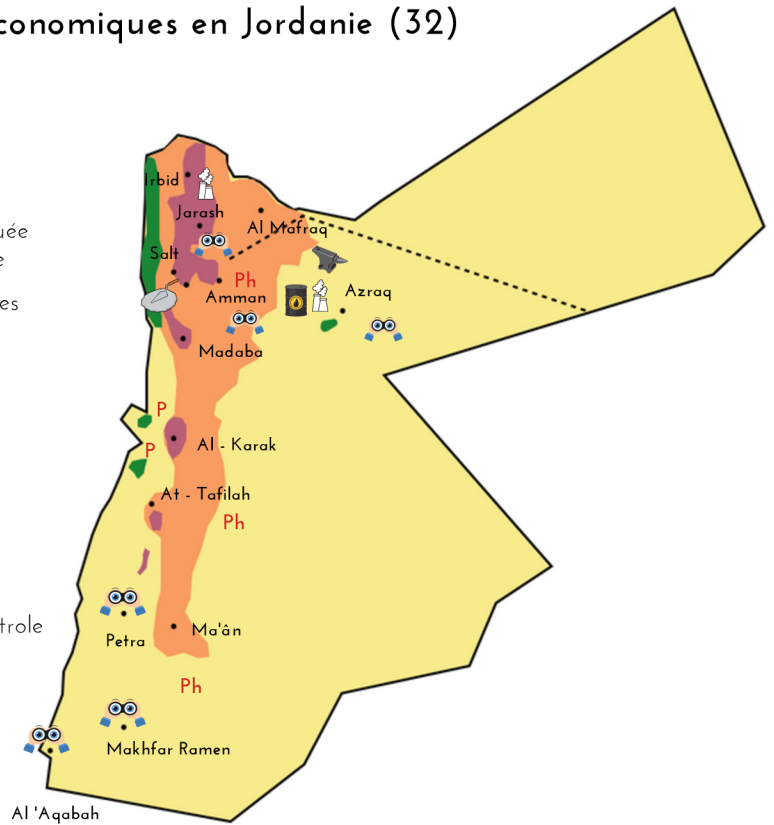 conomiques en Jordanie (32)
Irbid
Jarash
uée
Al Mafraq
e
Salt
Ph
es
Amman
Azraq
Madaba
P
Al - Karak
P
At - Tafilah
Ph
trole
Ma'ân
Petra
Ph
Makhfar Ramen
Al 'Aqabah